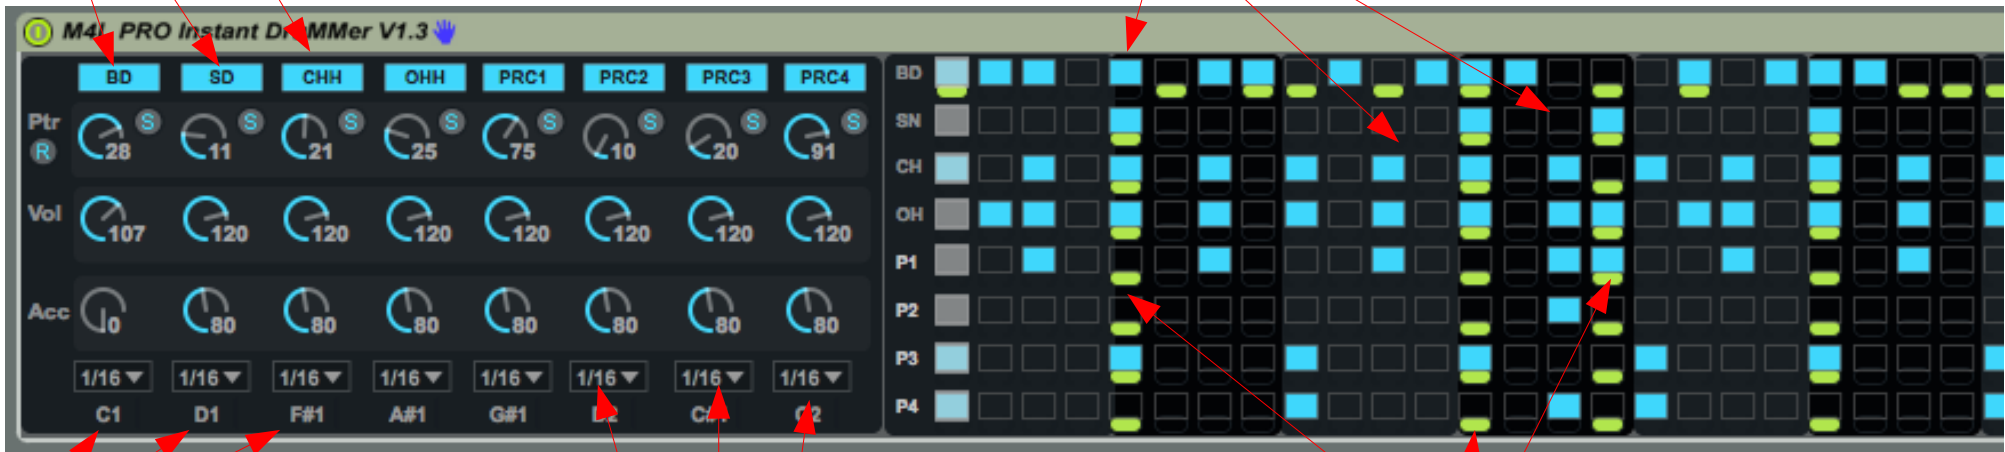 M4L PRO Instant DruMMer V1.3
BD SD CHH OHH PRC1 PRC2 PRC3 PRC4
Ptr S S S S S S S S
R 28 11 21 25 75 10 20 91
Vol 107 120 120 120 120 120 120 120
Acc 0 80 80 80 80 80 80 80
1/16 1/16 1/16 1/16 1/16 1/16 1/16 1/16
C1 D1 F#1 A#1 G#1
BD
SN
CH
OH
P1
P2
P3
P4